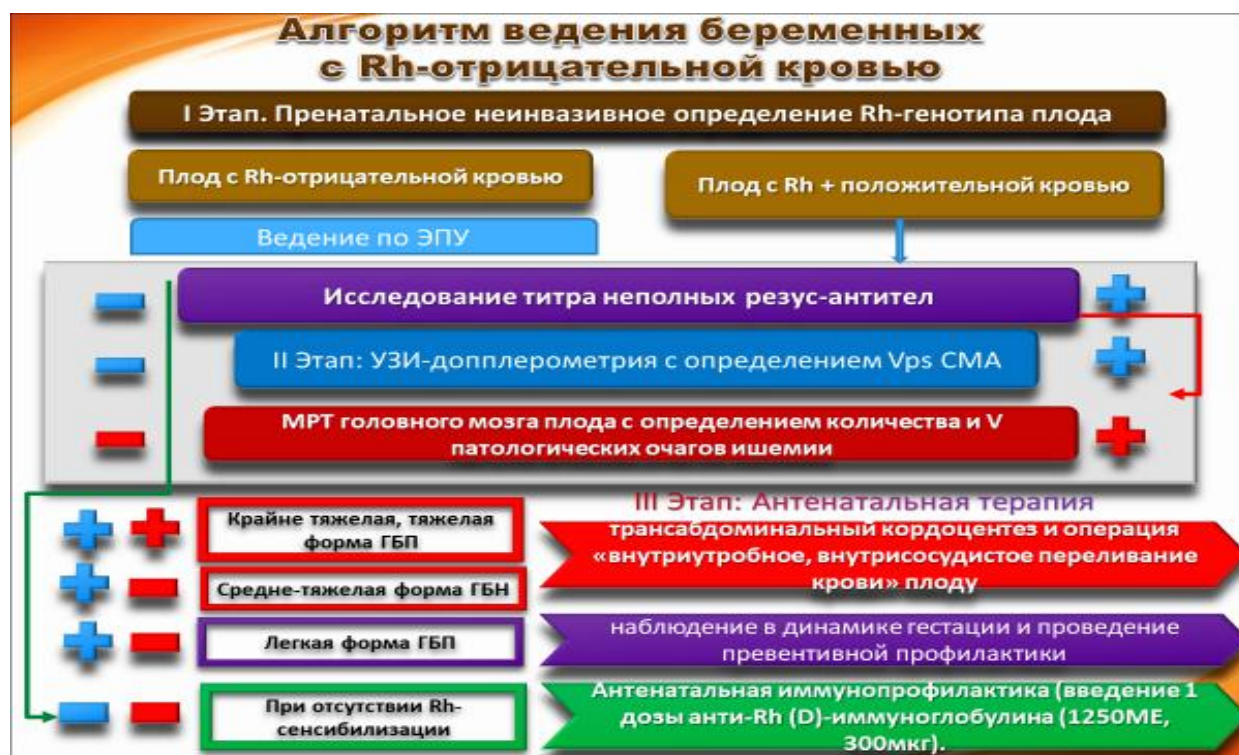 Алгоритм ведения беременных
с Rh-отрицательной кровью
I Этап. Пренатальное неинвазивное определение Rh-генотипа плода
Плод с Rh-отрицательной кровью
Плод с Rh + положительной кровью
Ведение по ЭПУ
Исследование титра неполных резус-антител
II Этап: УЗИ-допплерометрия с определением Vps СМА
МРТ головного мозга плода с определением количества и V
патологических очагов ишемии
III Этап: Антенатальная терапия
Крайне тяжелая, тяжелая
форма ГБП
трансабдоминальный кордоцентез и операция
«внутриутробное, внутрисосудистое переливание
крови» плоду
Средне-тяжелая форма ГБН
Легкая форма ГБП
наблюдение в динамике гестации и проведение
превентивной профилактики
При отсутствии Rh-
сенсибилизации
Антенатальная иммунопрофилактика (введение 1
дозы анти-Rh (D)-иммуноглобулина (1250МЕ,
300мкг).